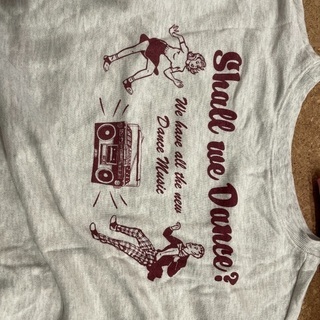 Shall we Dance?
We have all the new
Dance Music